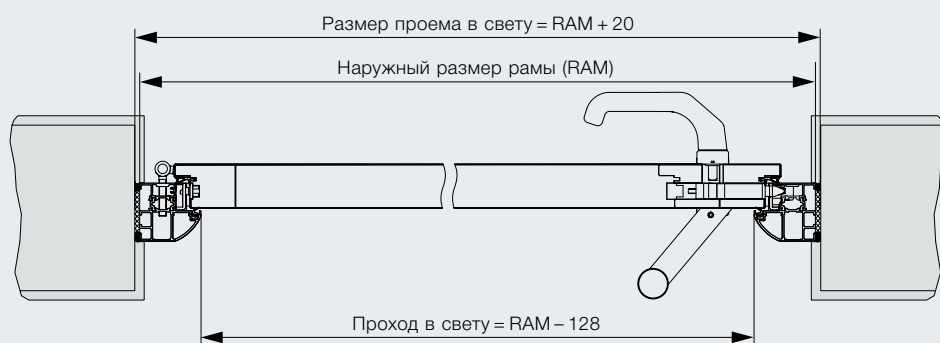 Размер проема в свету = RAM + 20
Наружный размер рамы (RAM)
Проход в свету = RAM – 128